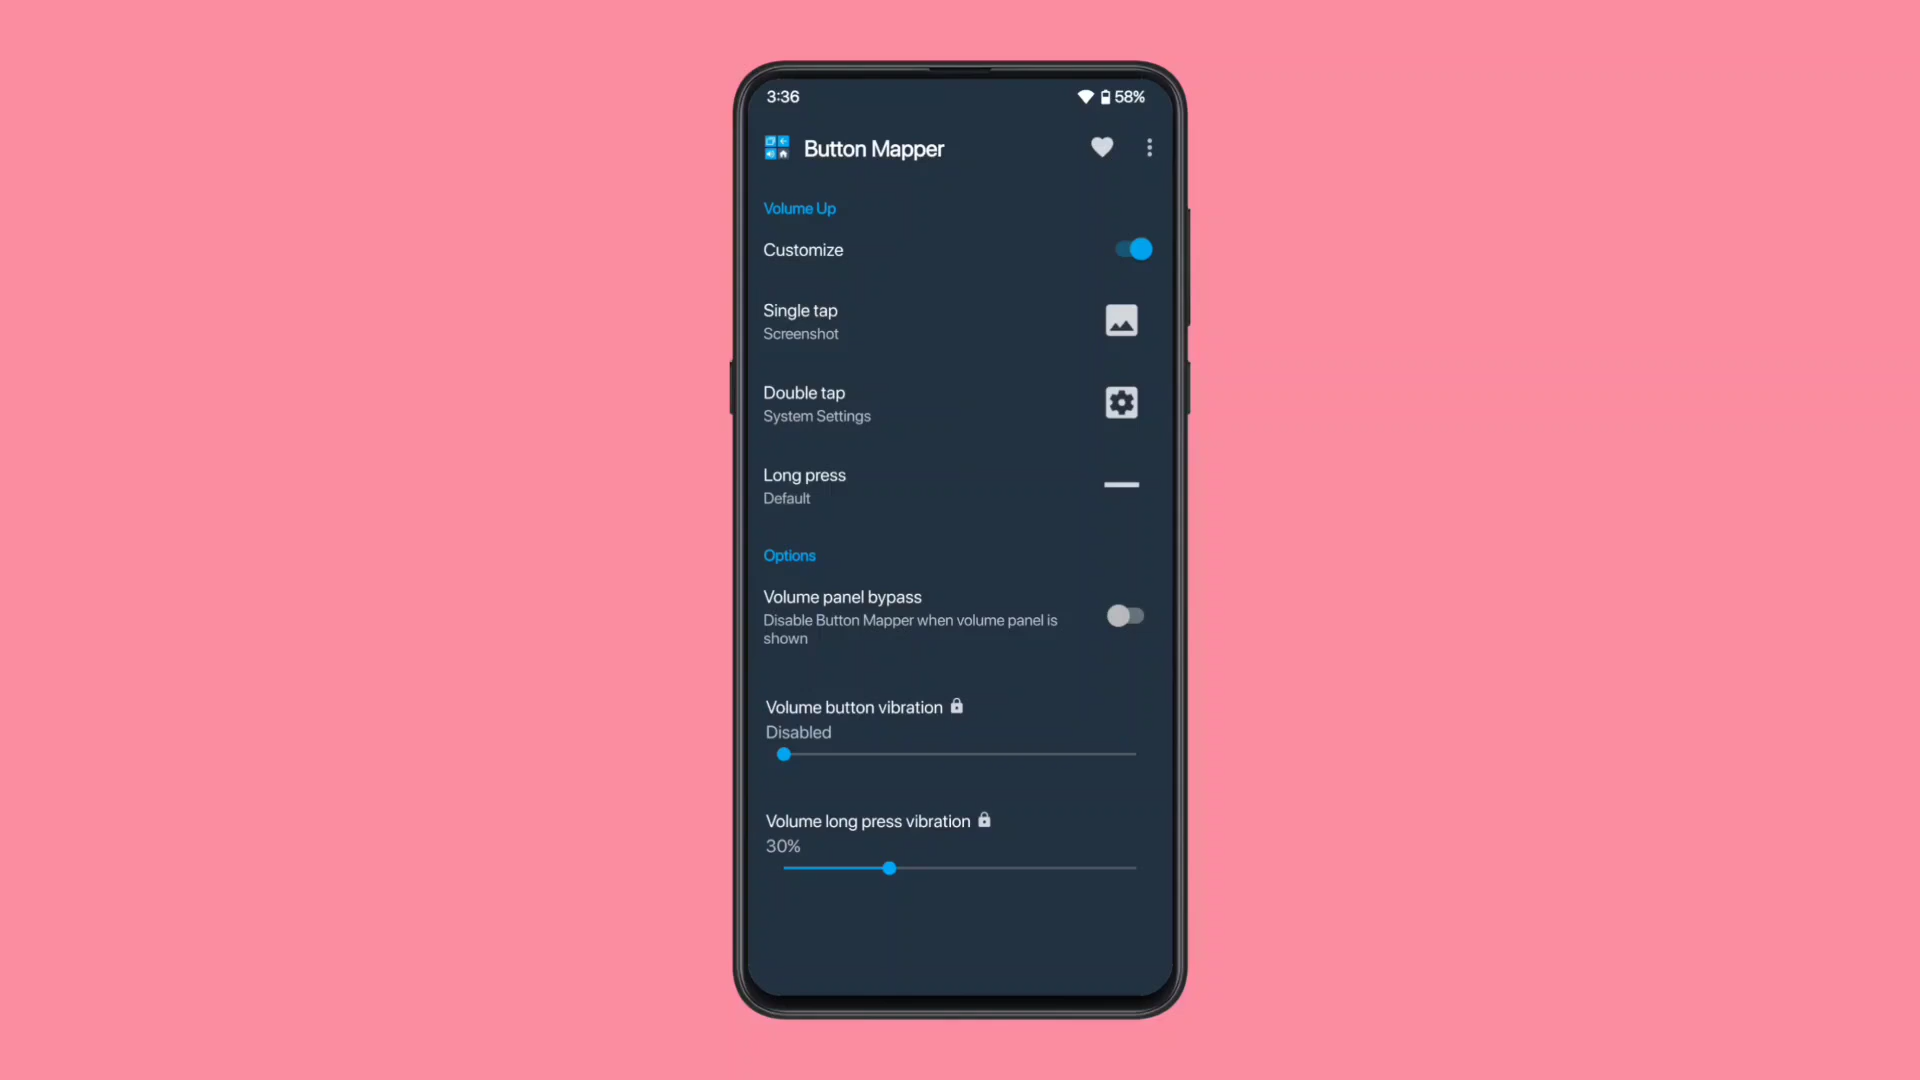 3:36
58%
Button Mapper
Volume Up
Customize
Single tap
Screenshot
Double tap
System Settings
Long press
Default
Options
Volume panel bypass
Disable Button Mapper when volume panel is
shown
Volume button vibration
Disabled
Volume long press vibration
30%